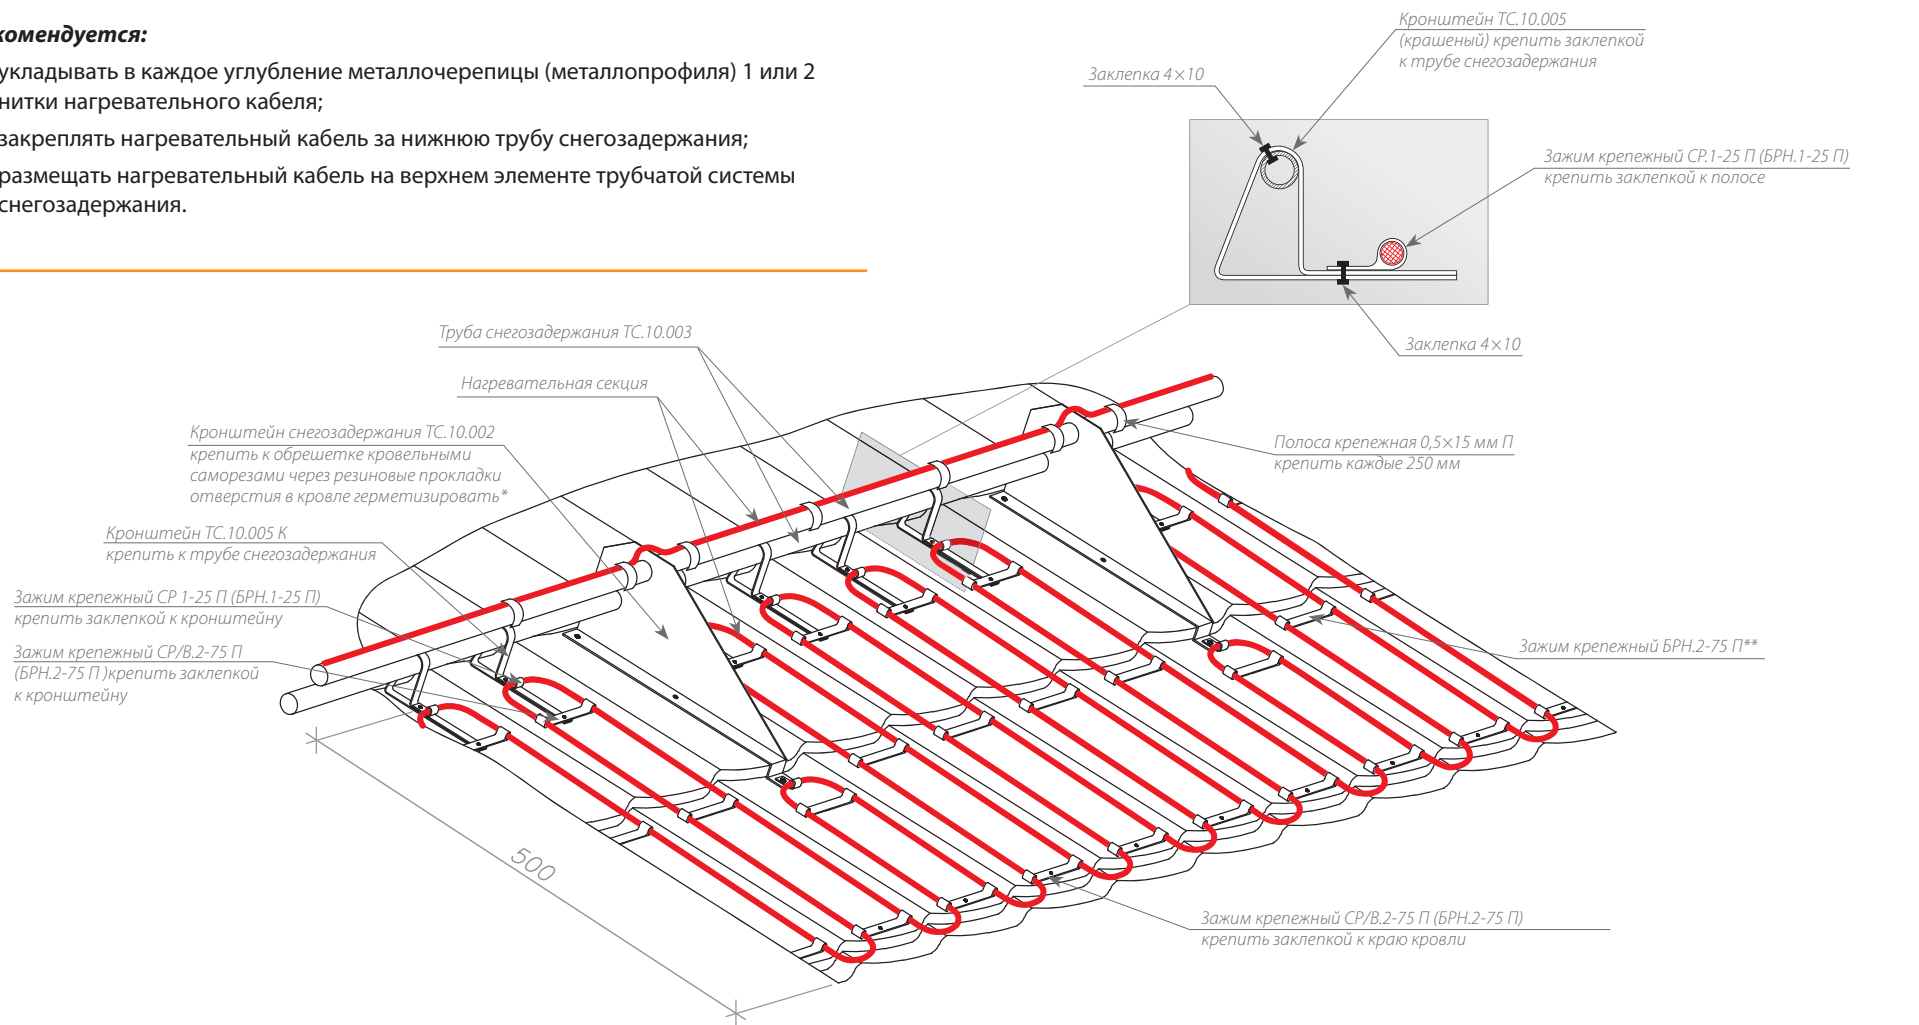 комендуется:
укладывать в каждое углубление металлочерепицы (металлопрофиля) 1 или 2
нитки нагревательного кабеля;
закреплять нагревательный кабель за нижнюю трубу снегозадержания;
размещать нагревательный кабель на верхнем элементе трубчатой системы
снегозадержания.
Кронштейн ТС.10.005
(крашеный) крепить заклепкой
к трубе снегозадержания
Заклепка 4×10
Зажим крепежный СР.1-25 П (БРН.1-25 П)
крепить заклепкой к полосе
Заклепка 4×10
Труба снегозадержания ТС.10.003
Нагревательная секция
Кронштейн снегозадержания ТС.10.002
крепить к обрешетке кровельными
саморезами через резиновые прокладки
отверстия в кровле герметизировать*
Полоса крепежная 0,5×15 мм П
крепить каждые 250 мм
Кронштейн ТС.10.005 К
крепить к трубе снегозадержания
Зажим крепежный СР 1-25 П (БРН.1-25 П)
крепить заклепкой к кронштейну
Зажим крепежный СР/В.2-75 П
(БРН.2-75 П )крепить заклепкой
к кронштейну
Зажим крепежный БРН.2-75 П**
500
Зажим крепежный СР/В.2-75 П (БРН.2-75 П)
крепить заклепкой к краю кровли